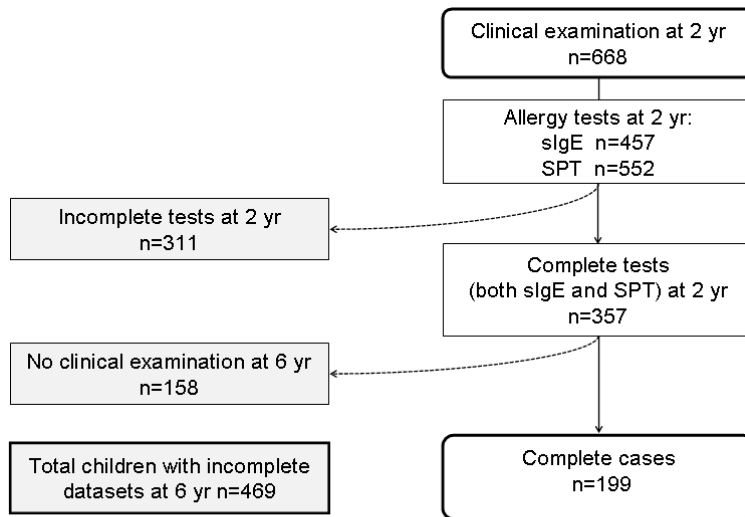 Clinical examination at 2 yr
n=668
Allergy tests at 2 yr:
sIgE n=457
SPT n=552
Incomplete tests at 2 yr
n=311
Complete tests
(both sIgE and SPT) at 2 yr
n=357
No clinical examination at 6 yr
n=158
Total children with incomplete
datasets at 6 yr n=469
Complete cases
n=199